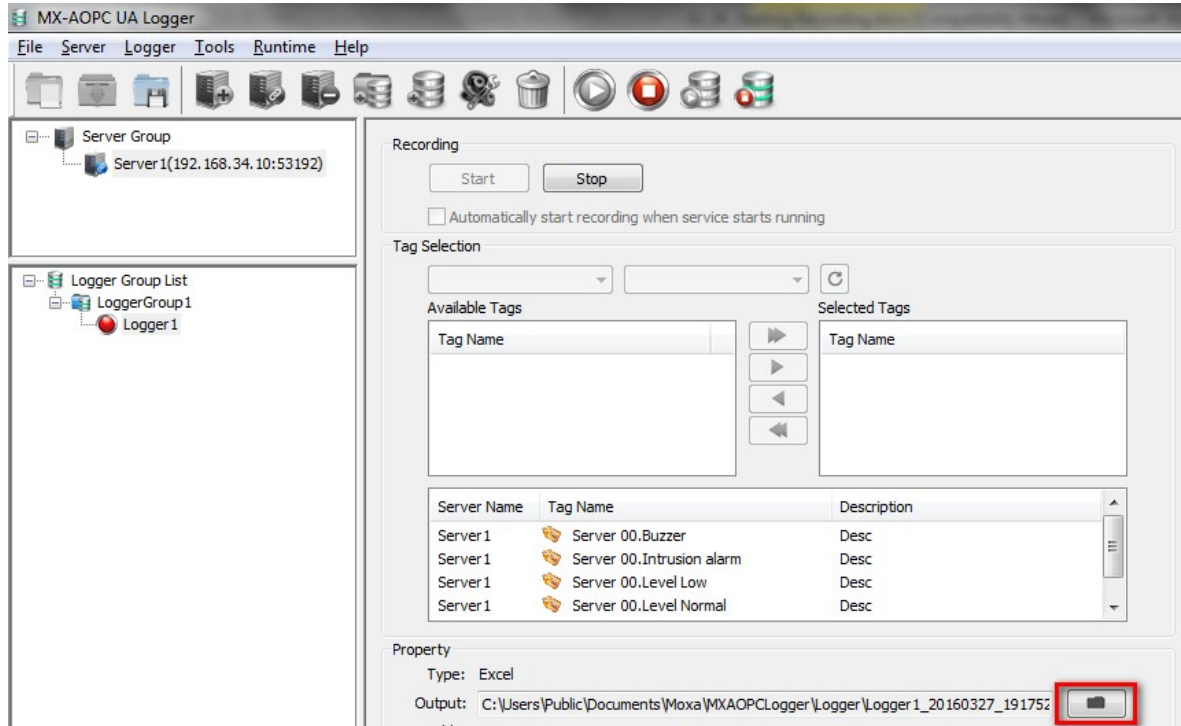 MX-AOPC UA Logger
File Server Logger Tools Runtime Help
Server Group
Server1(192.168.34.10:53192)
Logger Group List
LoggerGroup1
Logger1
Recording
Start Stop
Automatically start recording when service starts running
Tag Selection
Available Tags Selected Tags
Tag Name Tag Name
Server Name Tag Name Description
Server1 Server 00.Buzzer Desc
Server1 Server 00.Intrusion alarm Desc
Server1 Server 00.Level Low Desc
Server1 Server 00.Level Normal Desc
Property
Type: Excel
Output: C:\Users\Public\Documents\Moxa\MXAOPCLogger\Logger\Logger1_20160327_191752